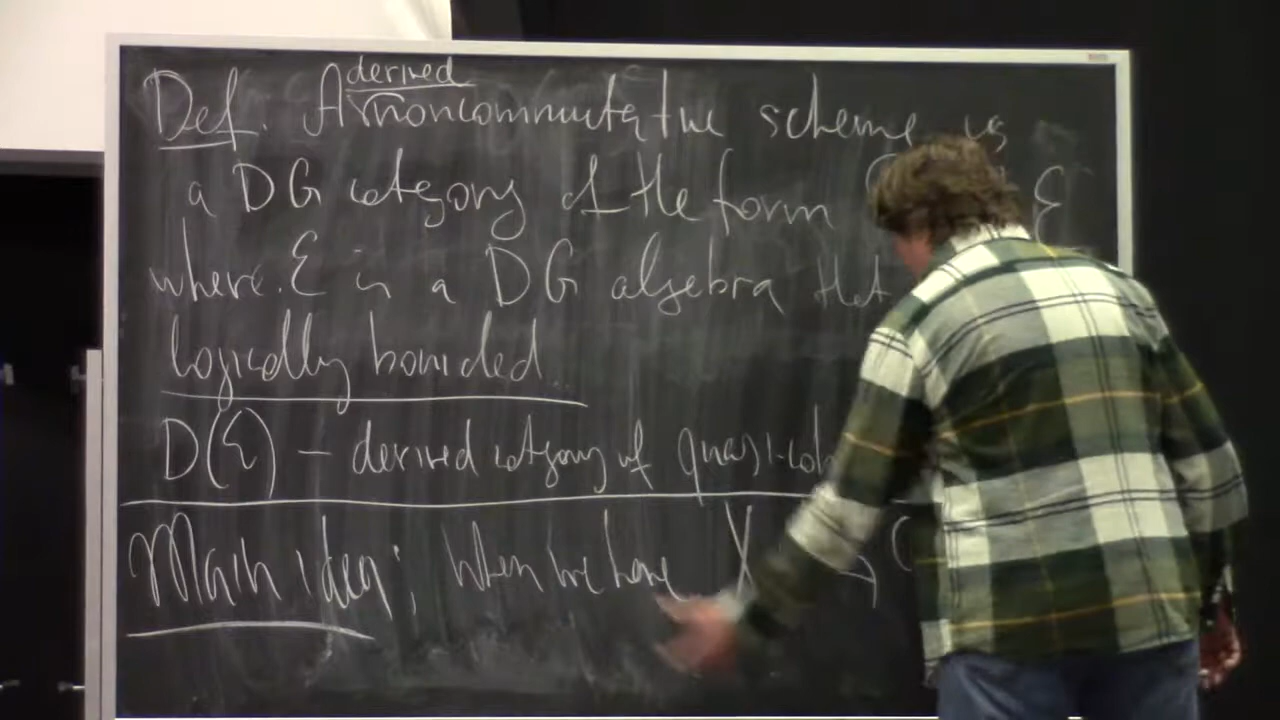 Def. A derived noncommutative scheme is
a DG category of the form ℰ
where ℰ is a DG algebra that
logically bounded
D(ℰ) – derived category of quasi-coh
Main idea: When we have X